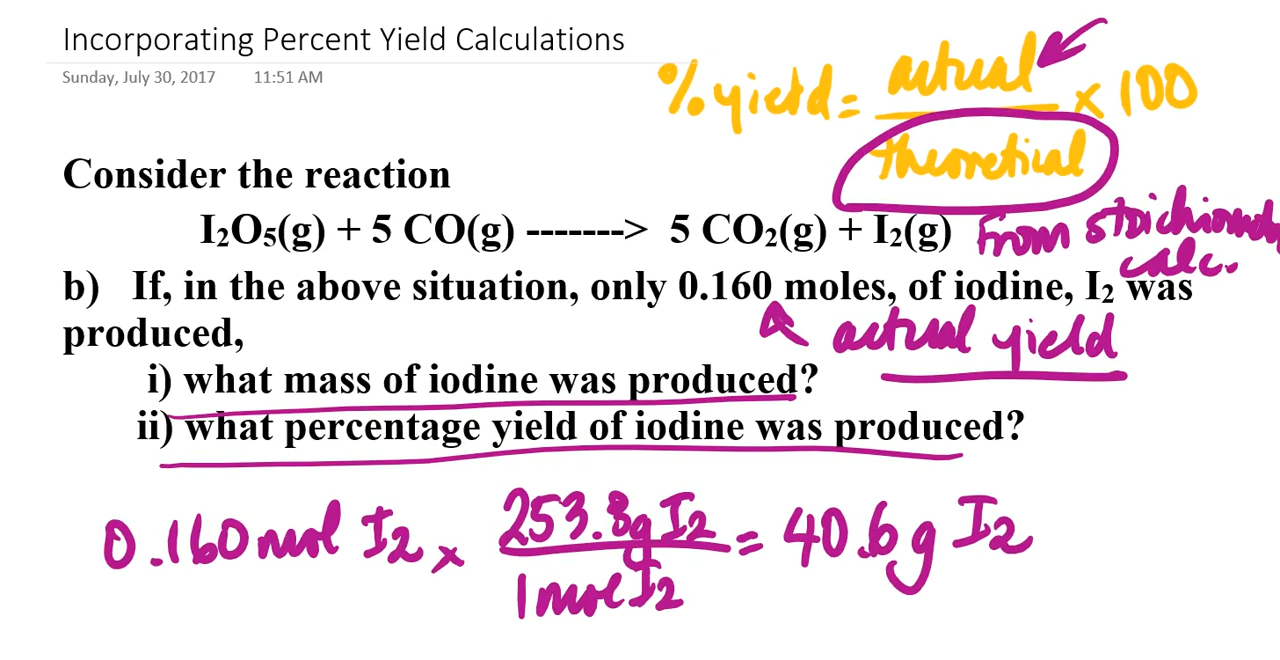 Incorporating Percent Yield Calculations
Sunday, July 30, 2017 11:51 AM
% yield = actual / theoretical × 100
Consider the reaction
I₂O₅(g) + 5 CO(g) -------> 5 CO₂(g) + I₂(g)
From stoichiometry
calc.
b) If, in the above situation, only 0.160 moles, of iodine, I₂ was
produced,
actual yield
i) what mass of iodine was produced?
ii) what percentage yield of iodine was produced?
0.160 mol I₂ × 253.8g I₂ / 1 mol I₂ = 40.6g I₂